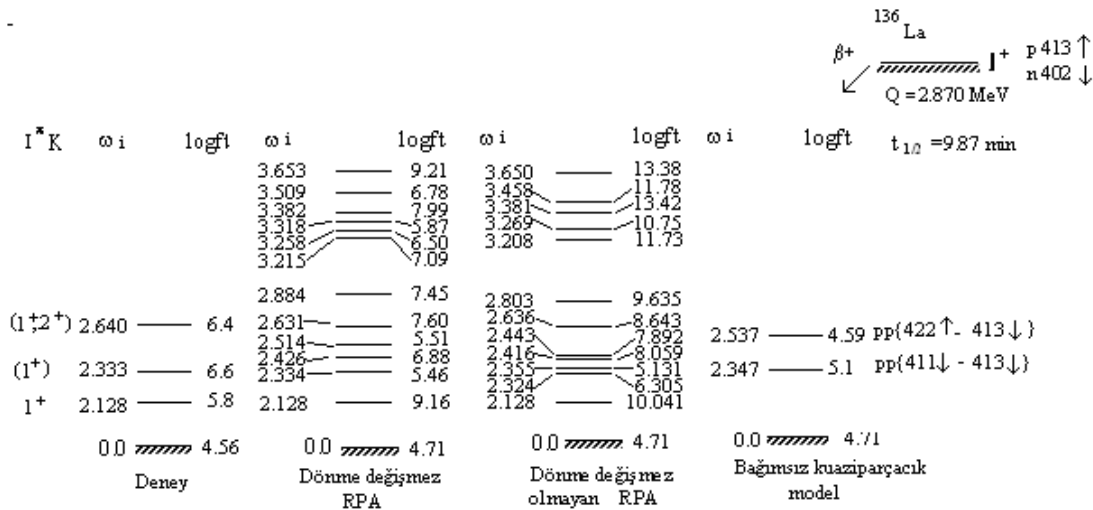 -
136 La
β+ 1+ p 413 ↑
n 402 ↓
Q = 2.870 MeV
t 1/2 = 9.87 min
I π K ω i logft ω i logft ω i logft ω i logft
3.653 9.21
3.509 6.78
3.382 7.99
3.318 5.87
3.258 6.50
3.215 7.09
2.884 7.45
2.631 7.60
2.514 5.51
2.426 6.88
2.334 5.46
2.128 9.16
3.650 13.38
3.458 11.78
3.381 13.42
3.269 10.75
3.208 11.73
2.803 9.635
2.636 8.643
2.443 7.892
2.416 8.059
2.355 5.131
2.324 6.305
2.128 10.041
(1+,2+) 2.640 6.4
(1+) 2.333 6.6
1+ 2.128 5.8
2.537 4.59 pp{422↑ - 413↓}
2.347 5.1 pp{411↓ - 413↓}
0.0 4.56
Deney
0.0 4.71
Dönme değişmez
RPA
0.0 4.71
Dönme değişmez
olmayan RPA
0.0 4.71
Bağımsız kuaziparçacık
model